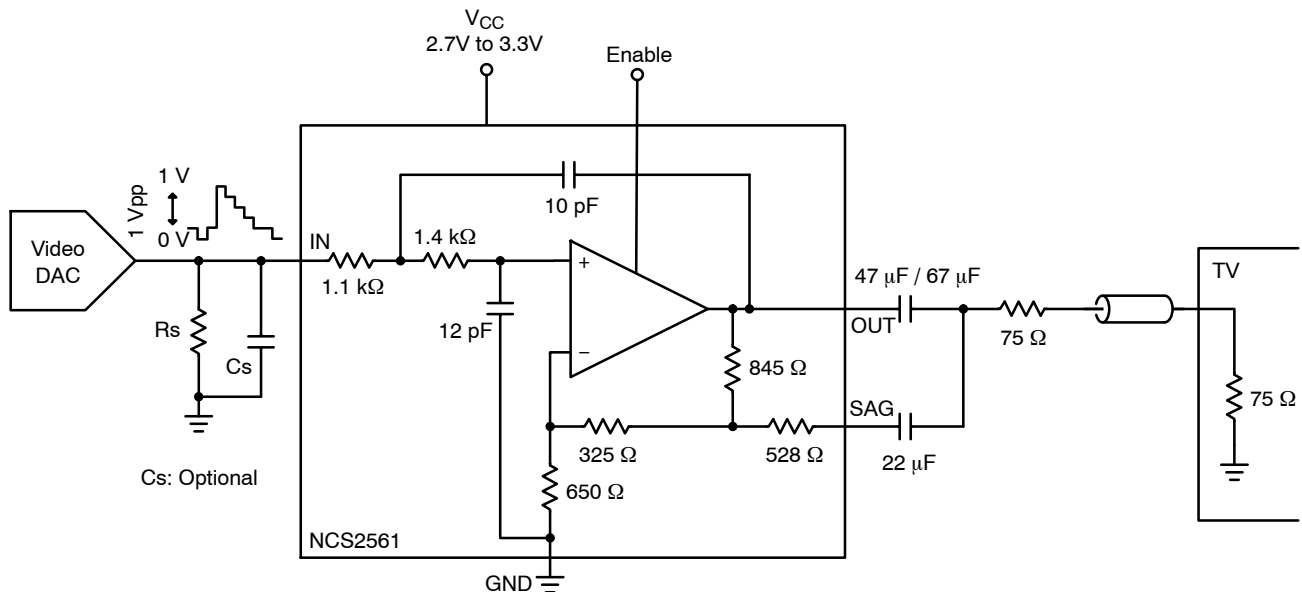 VCC
2.7V to 3.3V
Enable
1 Vpp
1 V
0 V
Video
DAC
IN
1.1 kΩ
1.4 kΩ
10 pF
12 pF
+
−
Rs
Cs
47 μF / 67 μF
OUT
75 Ω
TV
75 Ω
845 Ω
SAG
325 Ω
528 Ω
22 μF
650 Ω
Cs: Optional
NCS2561
GND